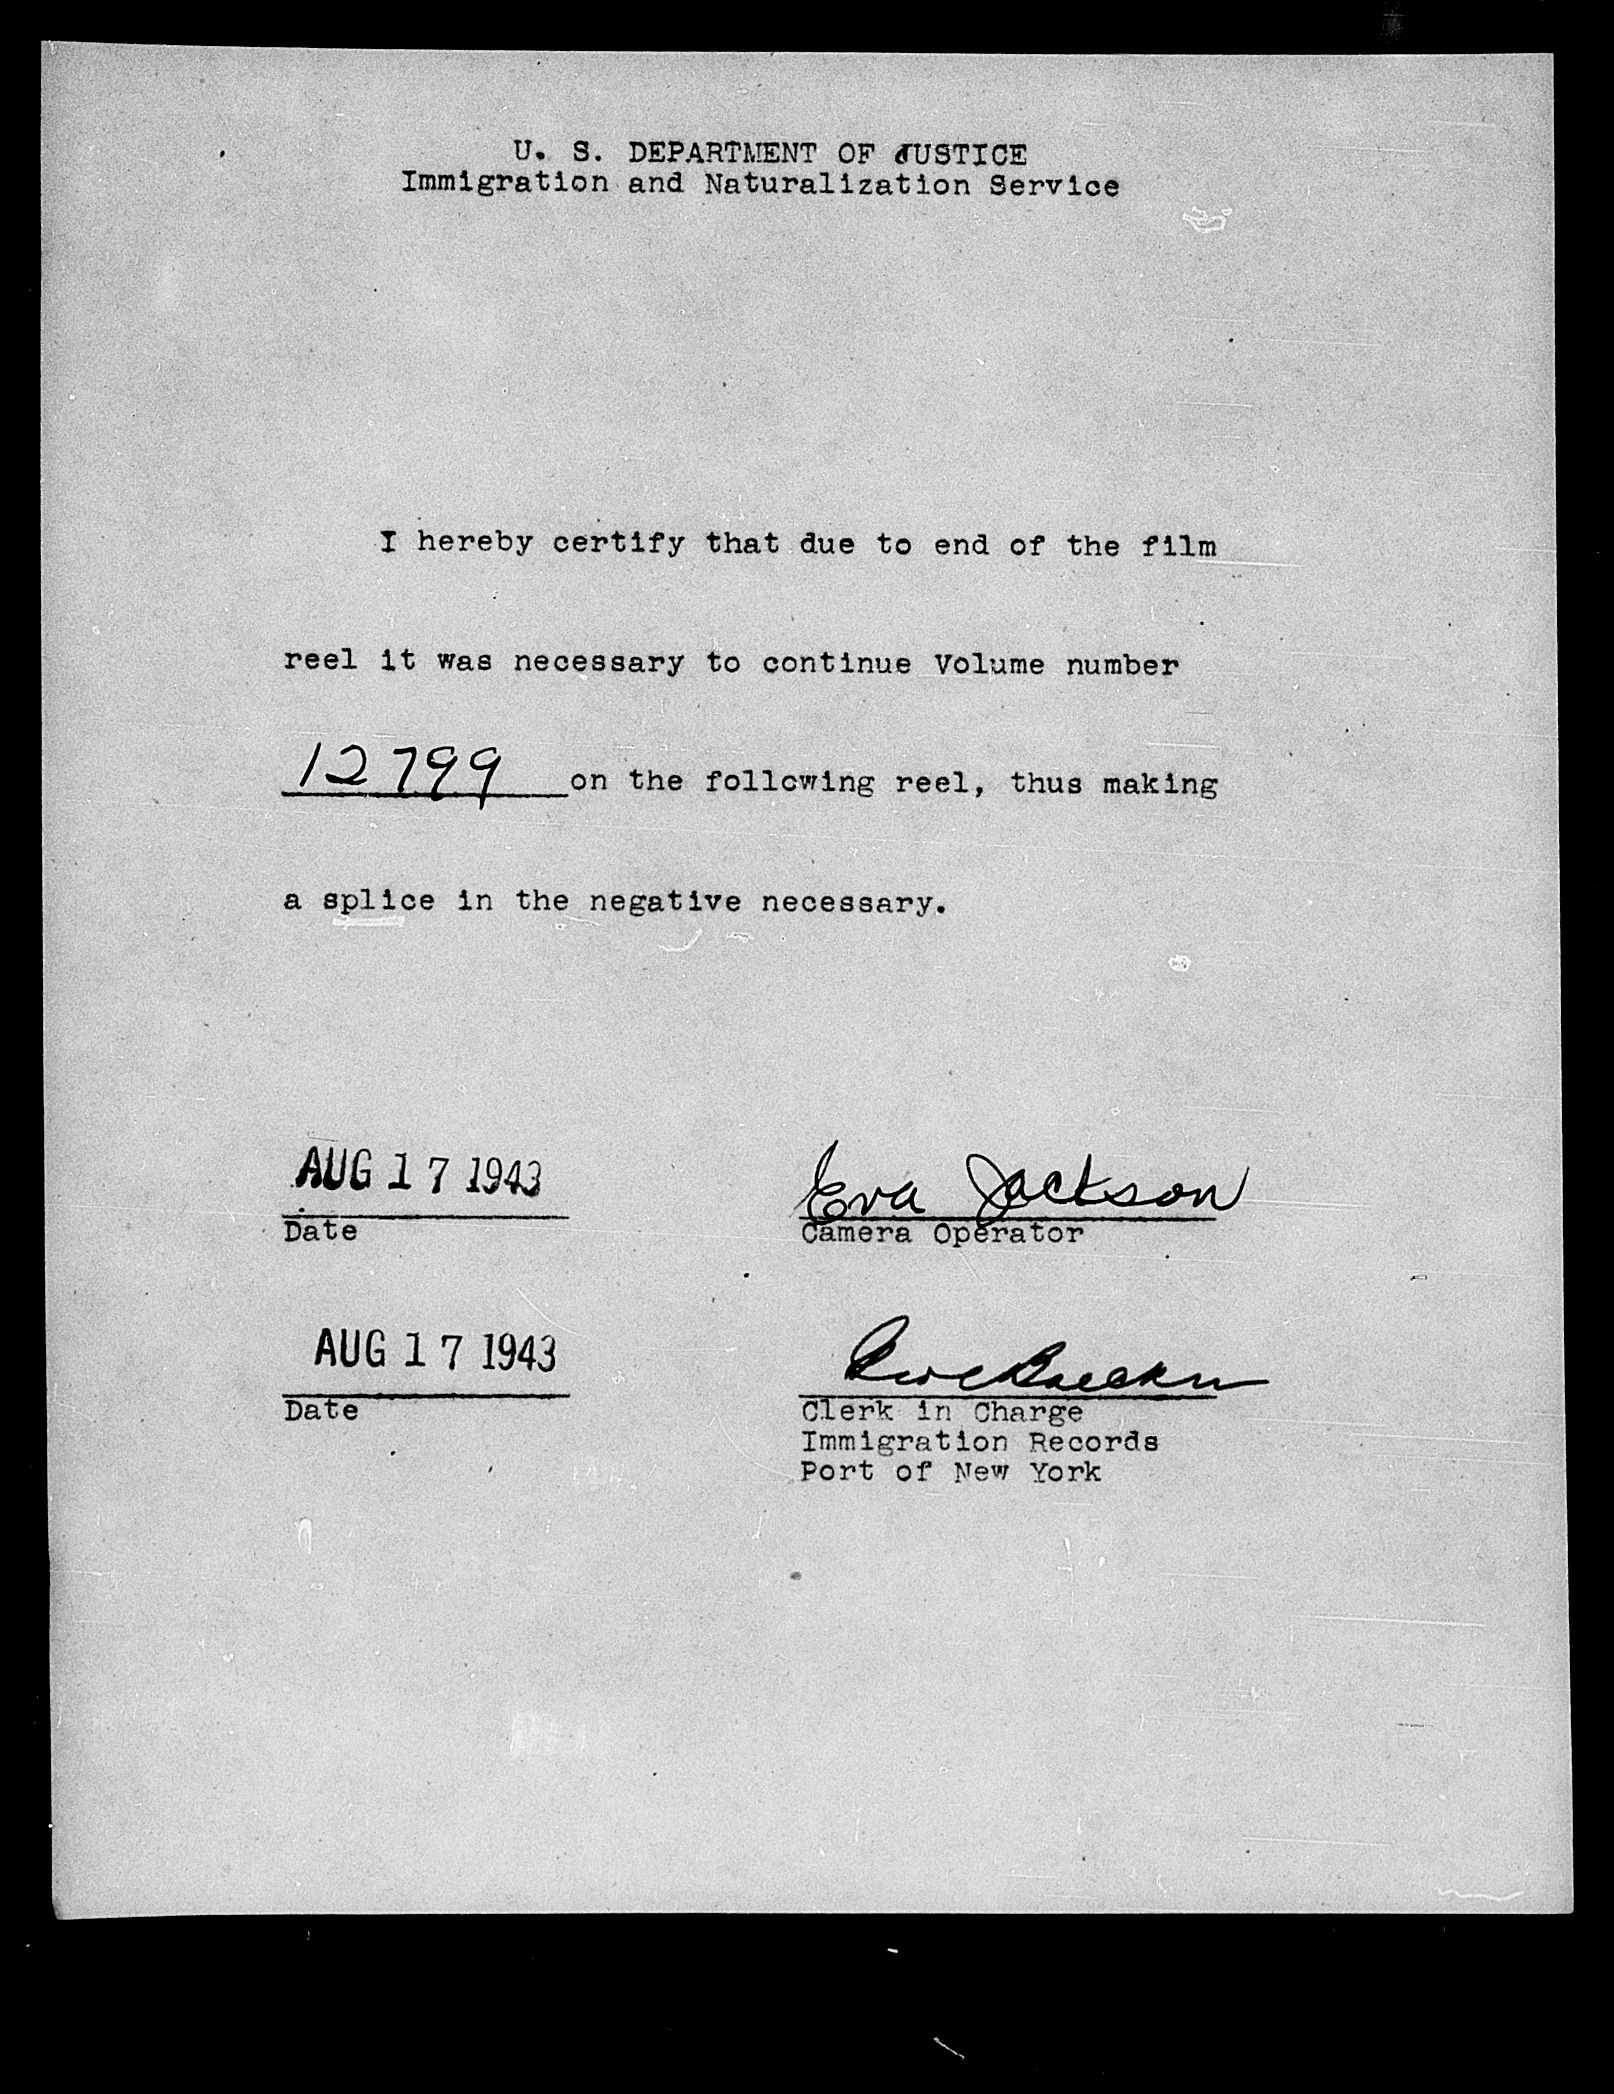 U. S. DEPARTMENT OF JUSTICE
Immigration and Naturalization Service
I hereby certify that due to end of the film
reel it was necessary to continue Volume number
12799 on the following reel, thus making
a splice in the negative necessary.
AUG 17 1943
Eva Jackson
Date
Camera Operator
AUG 17 1943
Date
Clerk in Charge
Immigration Records
Port of New York